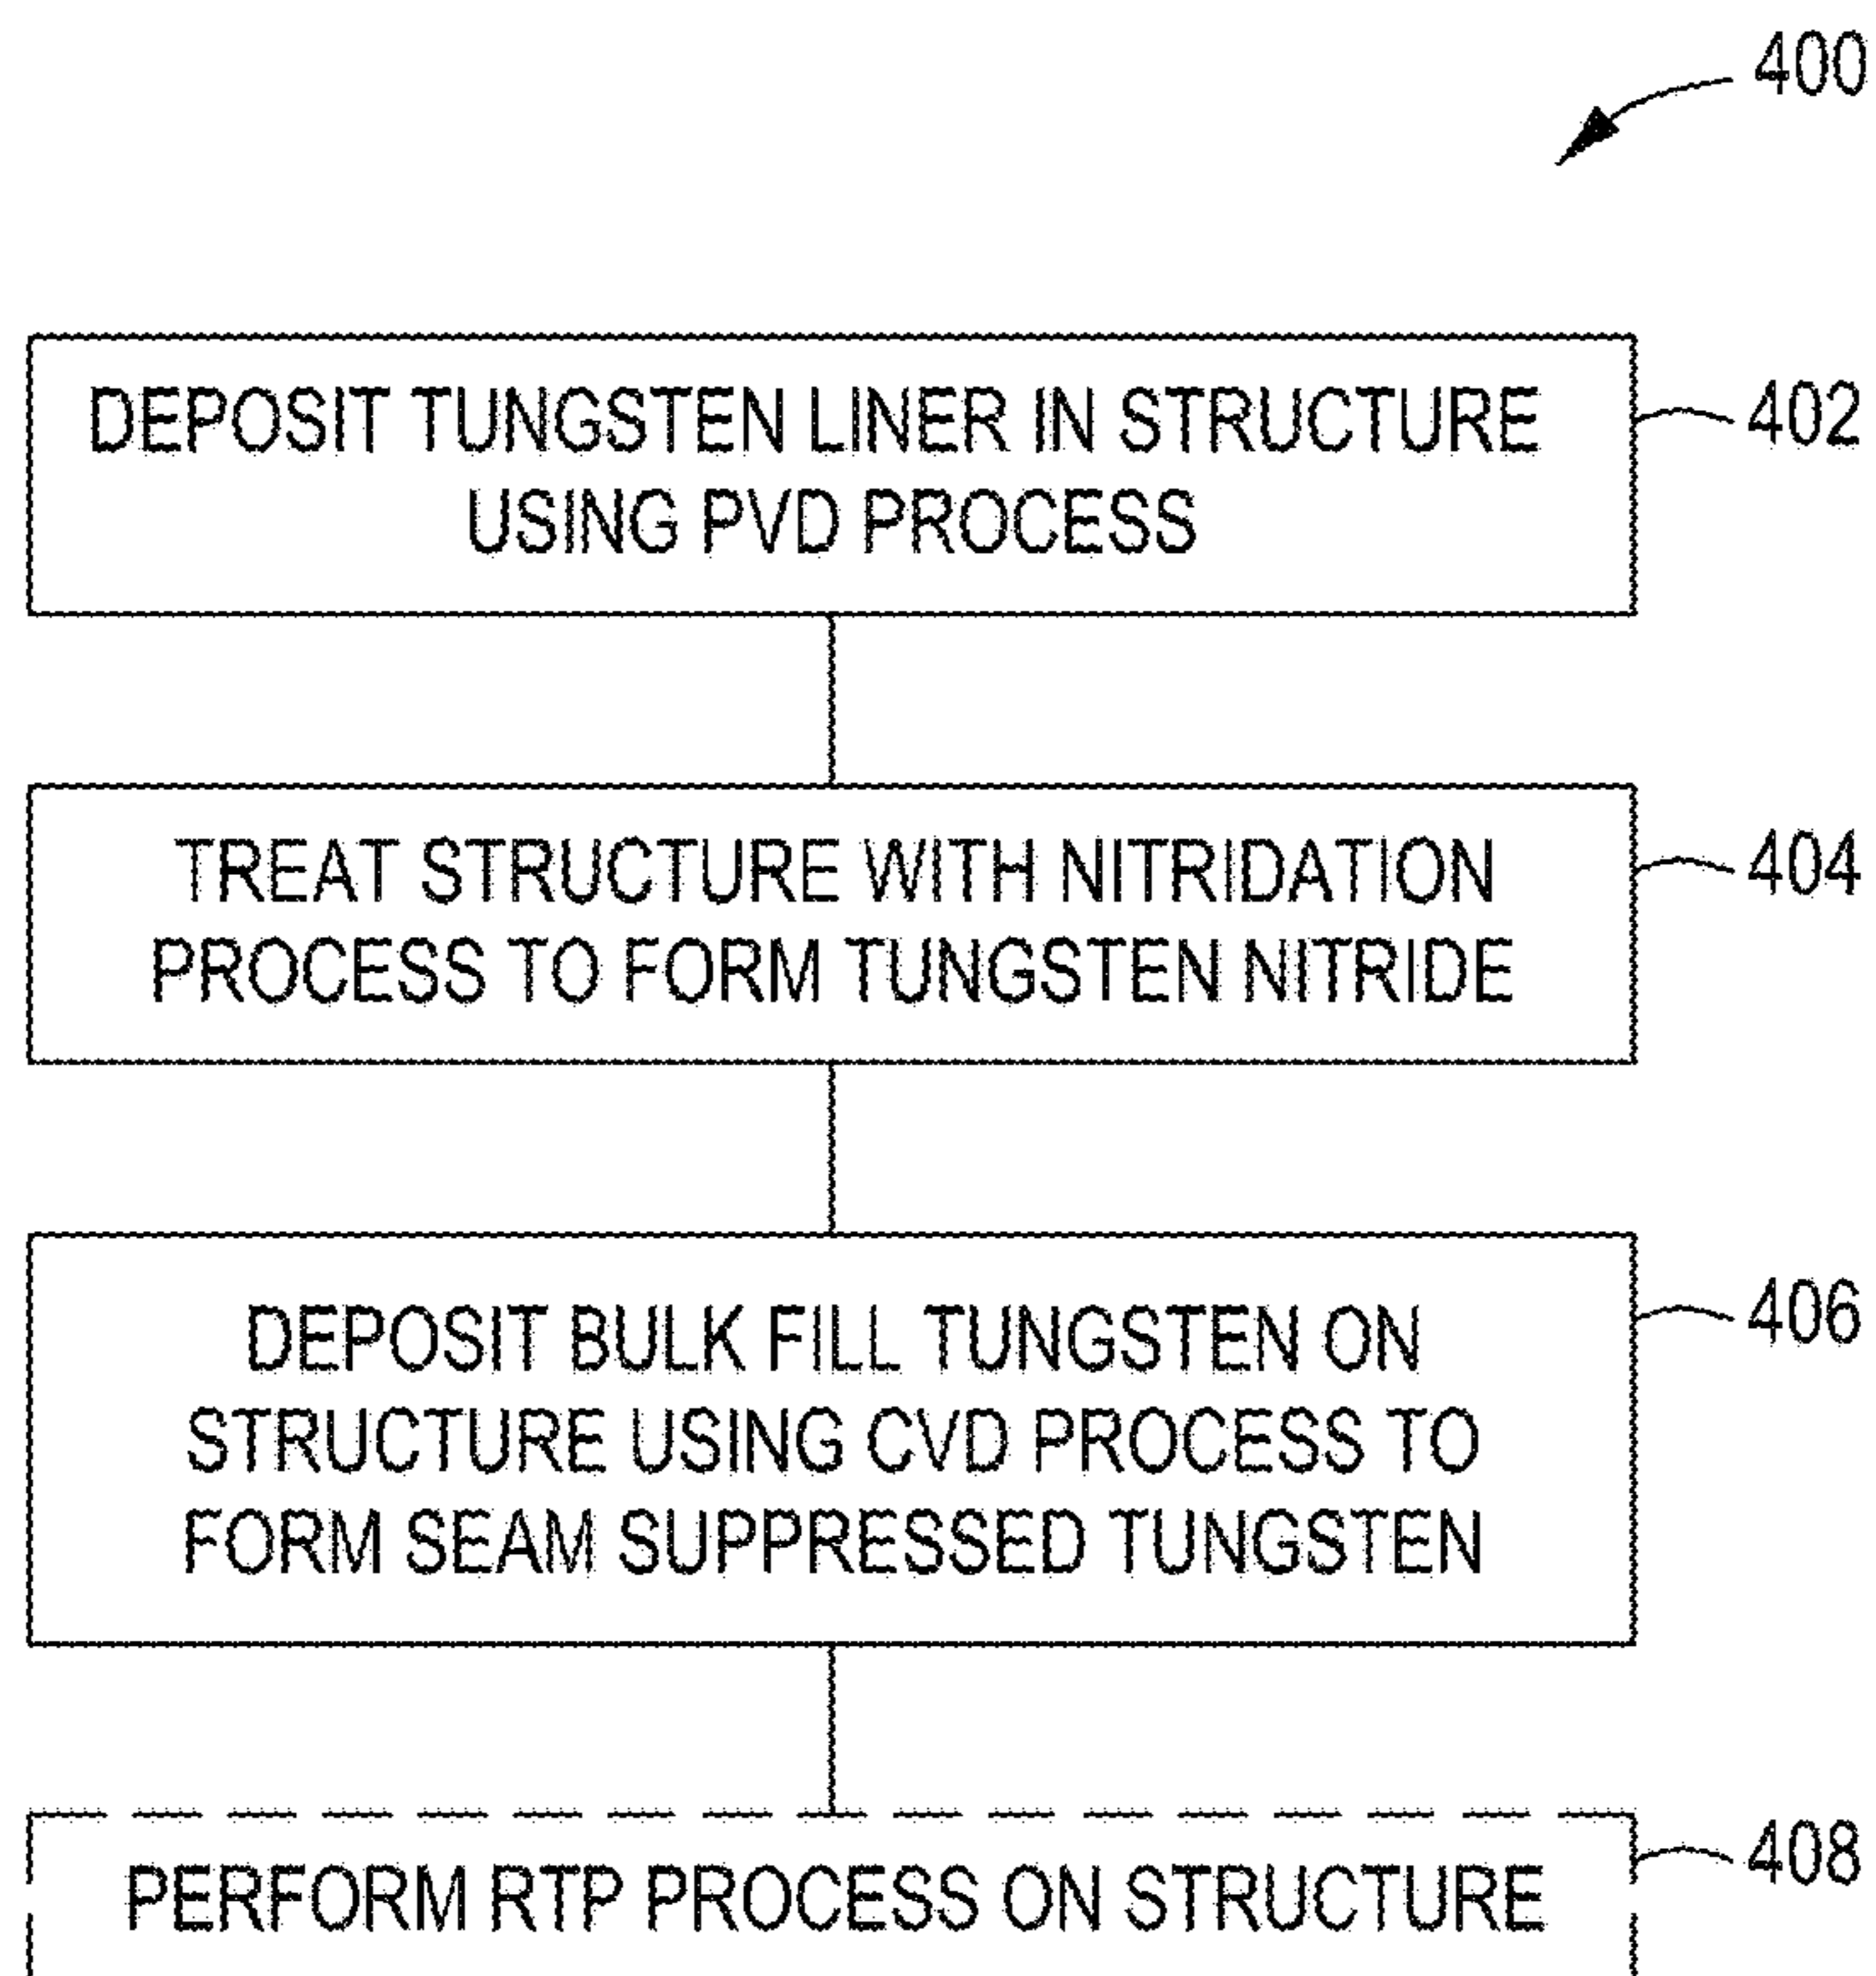 400
DEPOSIT TUNGSTEN LINER IN STRUCTURE
USING PVD PROCESS
402
TREAT STRUCTURE WITH NITRIDATION
PROCESS TO FORM TUNGSTEN NITRIDE
404
DEPOSIT BULK FILL TUNGSTEN ON
STRUCTURE USING CVD PROCESS TO
FORM SEAM SUPPRESSED TUNGSTEN
406
PERFORM RTP PROCESS ON STRUCTURE
408